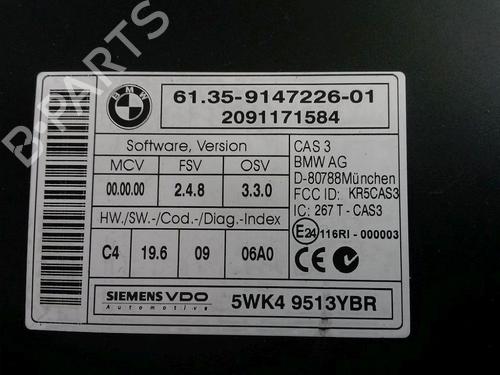 BMW
61.35-9147226-01
2091171584
Software, Version
MCV FSV OSV
00.00.00 2.4.8 3.3.0
HW./SW.-/Cod.-/Diag.-Index
C4 19.6 09 06A0
CAS 3
BMW AG
D-80788München
FCC ID: KR5CAS3
IC: 267 T - CAS3
E24 116RI - 000003
SIEMENS VDO
Automotive
5WK4 9513YBR
B-PARTS